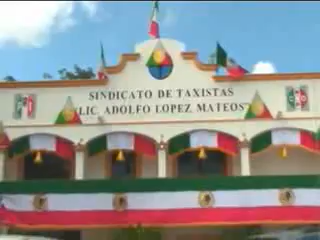 SINDICATO DE TAXISTAS
"LIC. ADOLFO LOPEZ MATEOS"